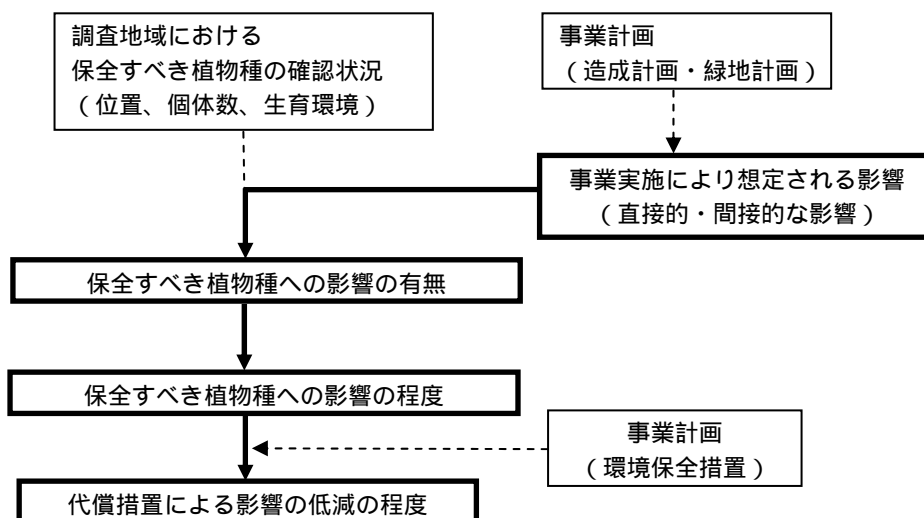 調査地域における
保全すべき植物種の確認状況
（位置、個体数、生育環境）
事業計画
（造成計画・緑地計画）
事業実施により想定される影響
（直接的・間接的な影響）
保全すべき植物種への影響の有無
保全すべき植物種への影響の程度
事業計画
（環境保全措置）
代償措置による影響の低減の程度